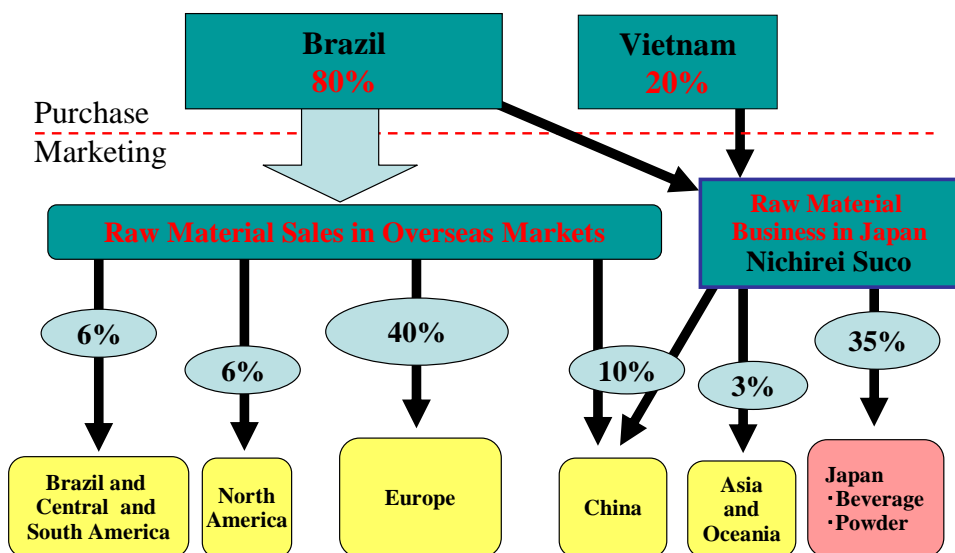 Brazil
80%
Vietnam
20%
Purchase
Marketing
Raw Material Sales in Overseas Markets
Raw Material
Business in Japan
Nichirei Suco
6%
6%
40%
10%
3%
35%
Brazil and
Central and
South America
North
America
Europe
China
Asia
and
Oceania
Japan
・Beverage
・Powder